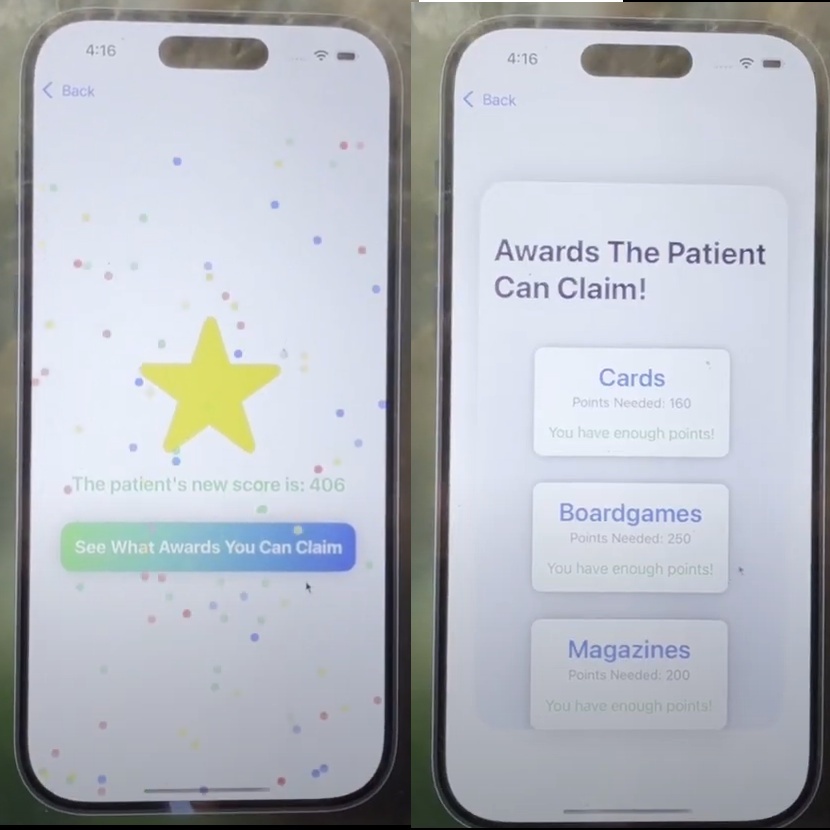 4:16
Back
The patient's new score is: 406
See What Awards You Can Claim
4:16
Back
Awards The Patient
Can Claim!
Cards
Points Needed: 160
You have enough points!
Boardgames
Points Needed: 250
You have enough points!
Magazines
Points Needed: 200
You have enough points!